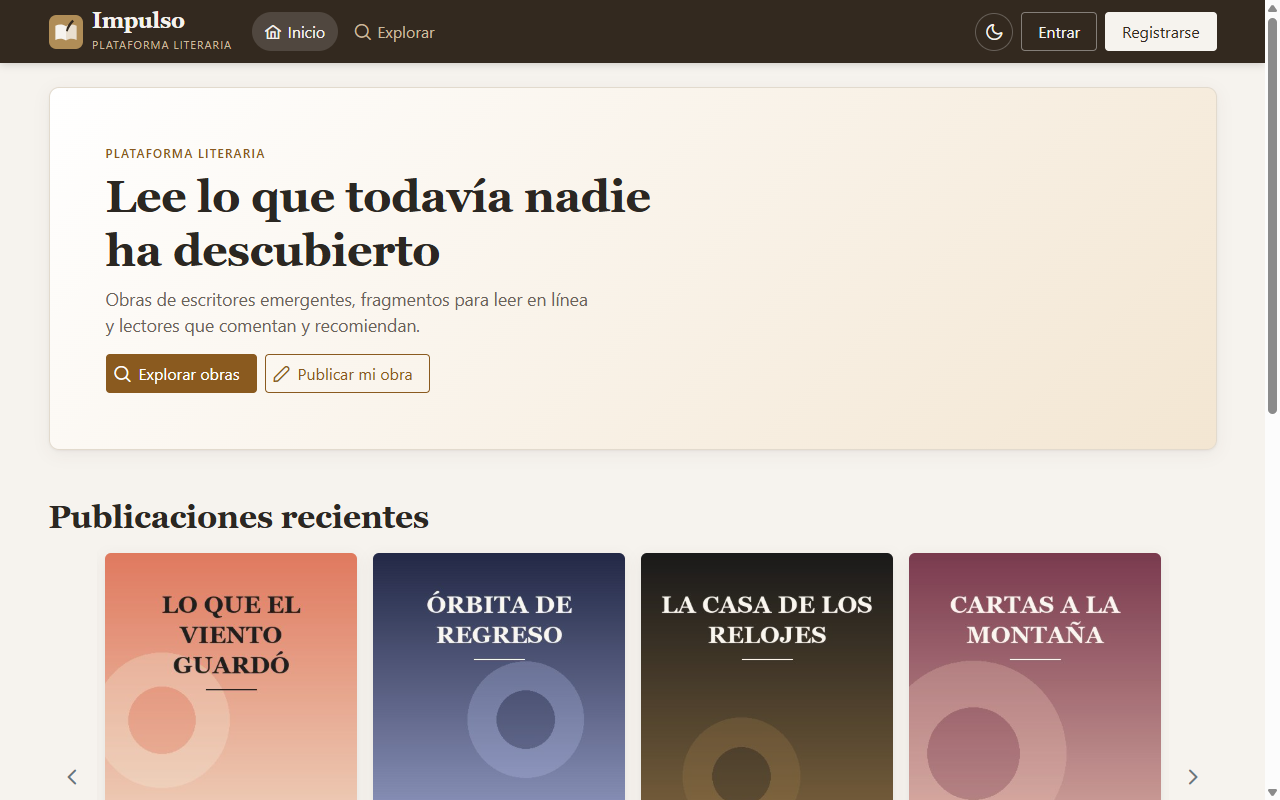 Impulso
PLATAFORMA LITERARIA
Inicio
Explorar
Entrar
Registrarse
PLATAFORMA LITERARIA
Lee lo que todavía nadie
ha descubierto
Obras de escritores emergentes, fragmentos para leer en línea
y lectores que comentan y recomiendan.
Explorar obras
Publicar mi obra
Publicaciones recientes
LO QUE EL
VIENTO
GUARDÓ
ÓRBITA DE
REGRESO
LA CASA DE LOS
RELOJES
CARTAS A LA
MONTAÑA